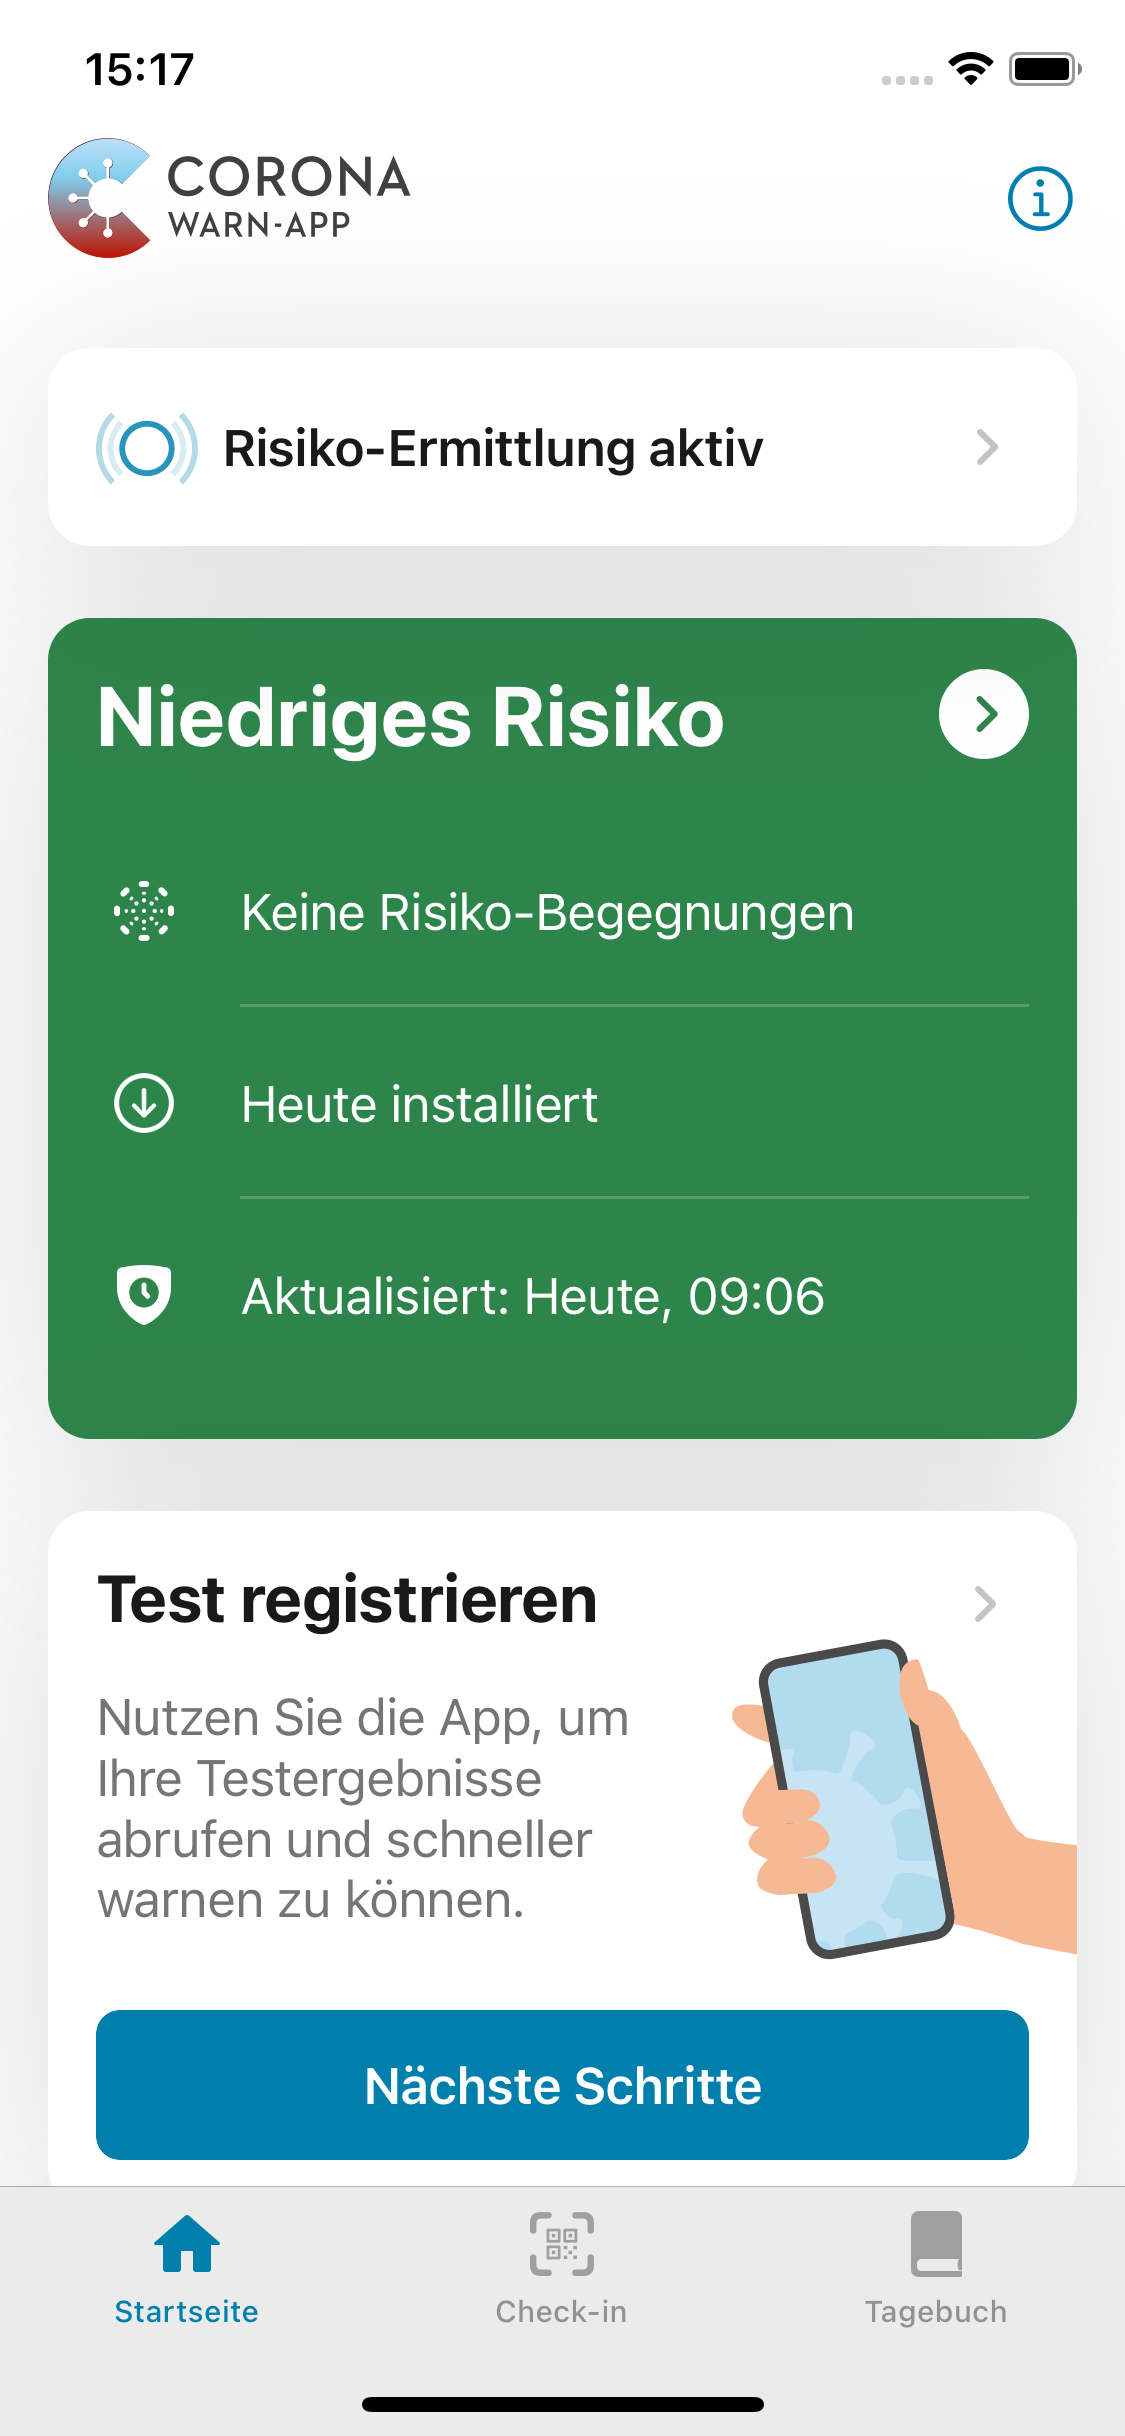 15:17
CORONA
WARN-APP
Risiko-Ermittlung aktiv
Niedriges Risiko
Keine Risiko-Begegnungen
Heute installiert
Aktualisiert: Heute, 09:06
Test registrieren
Nutzen Sie die App, um
Ihre Testergebnisse
abrufen und schneller
warnen zu können.
Nächste Schritte
Startseite
Check-in
Tagebuch